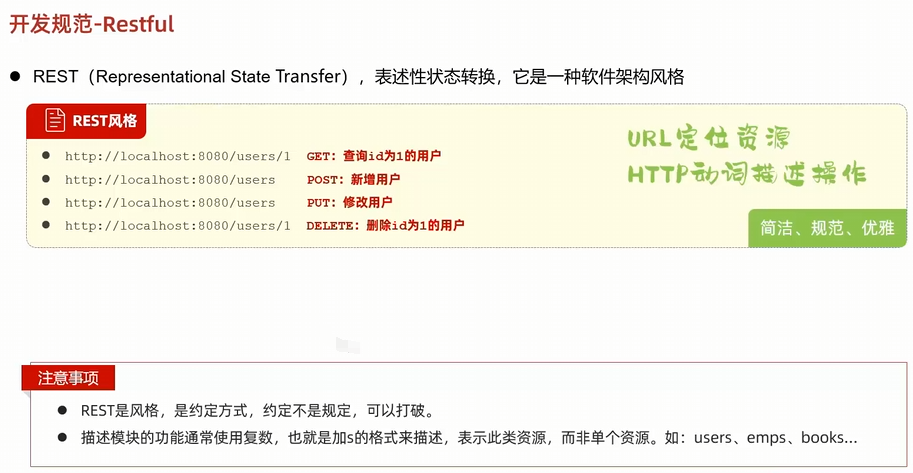 开发规范-Restful
REST（Representational State Transfer），表述性状态转换，它是一种软件架构风格
REST风格
http://localhost:8080/users/1 GET：查询id为1的用户
http://localhost:8080/users POST：新增用户
http://localhost:8080/users PUT：修改用户
http://localhost:8080/users/1 DELETE：删除id为1的用户
URL定位资源
HTTP动词描述操作
简洁、规范、优雅
注意事项
REST是风格，是约定方式，约定不是规定，可以打破。
描述模块的功能通常使用复数，也就是加s的格式来描述，表示此类资源，而非单个资源。如：users、emps、books…